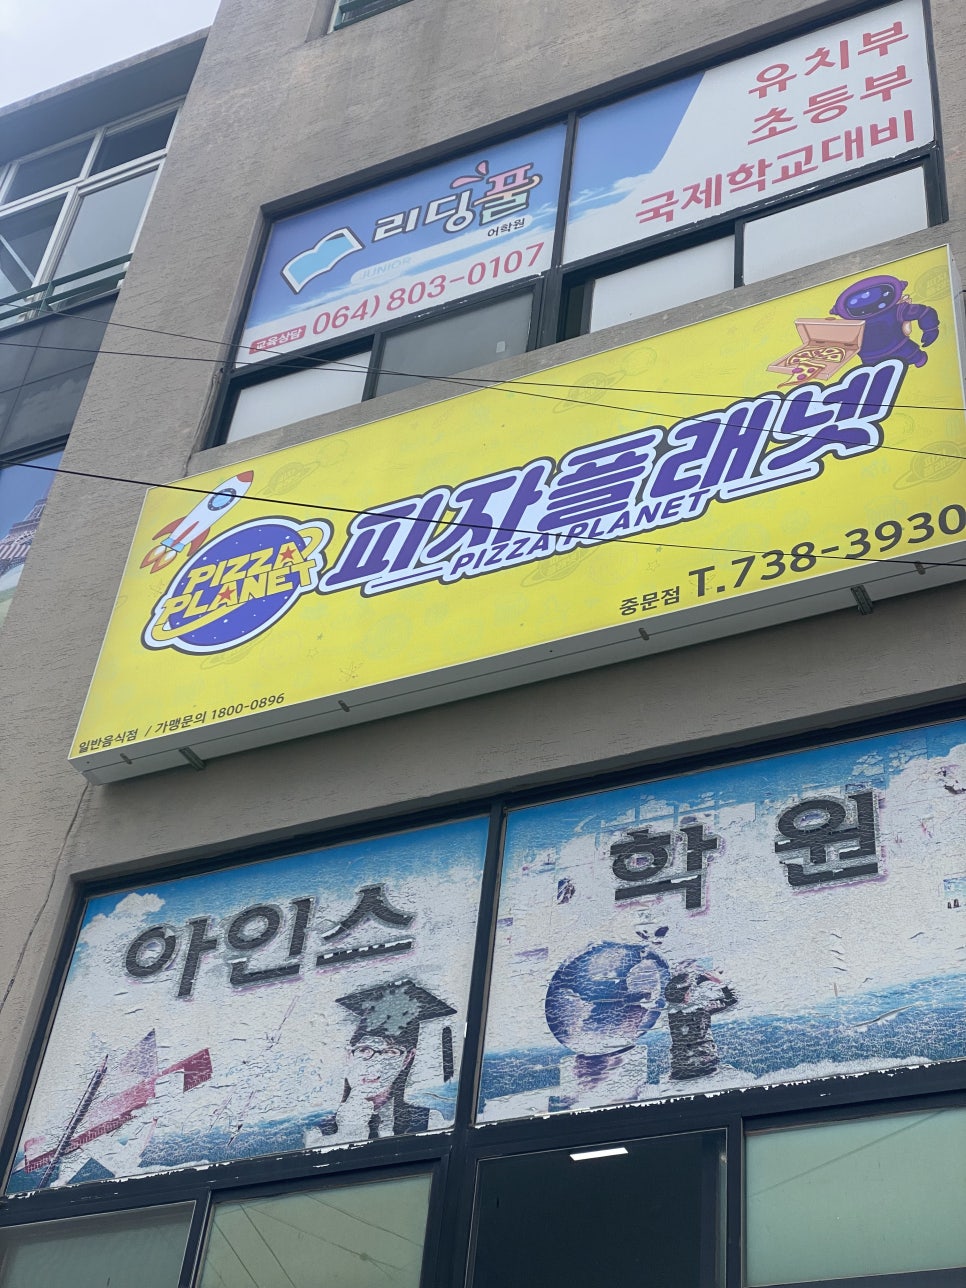 유치부
초등부
국제학교대비
리딩풀
어학원
JUNIOR
교육상담 064) 803-0107
피자플래넷
PIZZA PLANET
PIZZA
PLANET
중문점 T.738-3930
일반음식점 / 가맹문의 1800-0896
아인스 학원